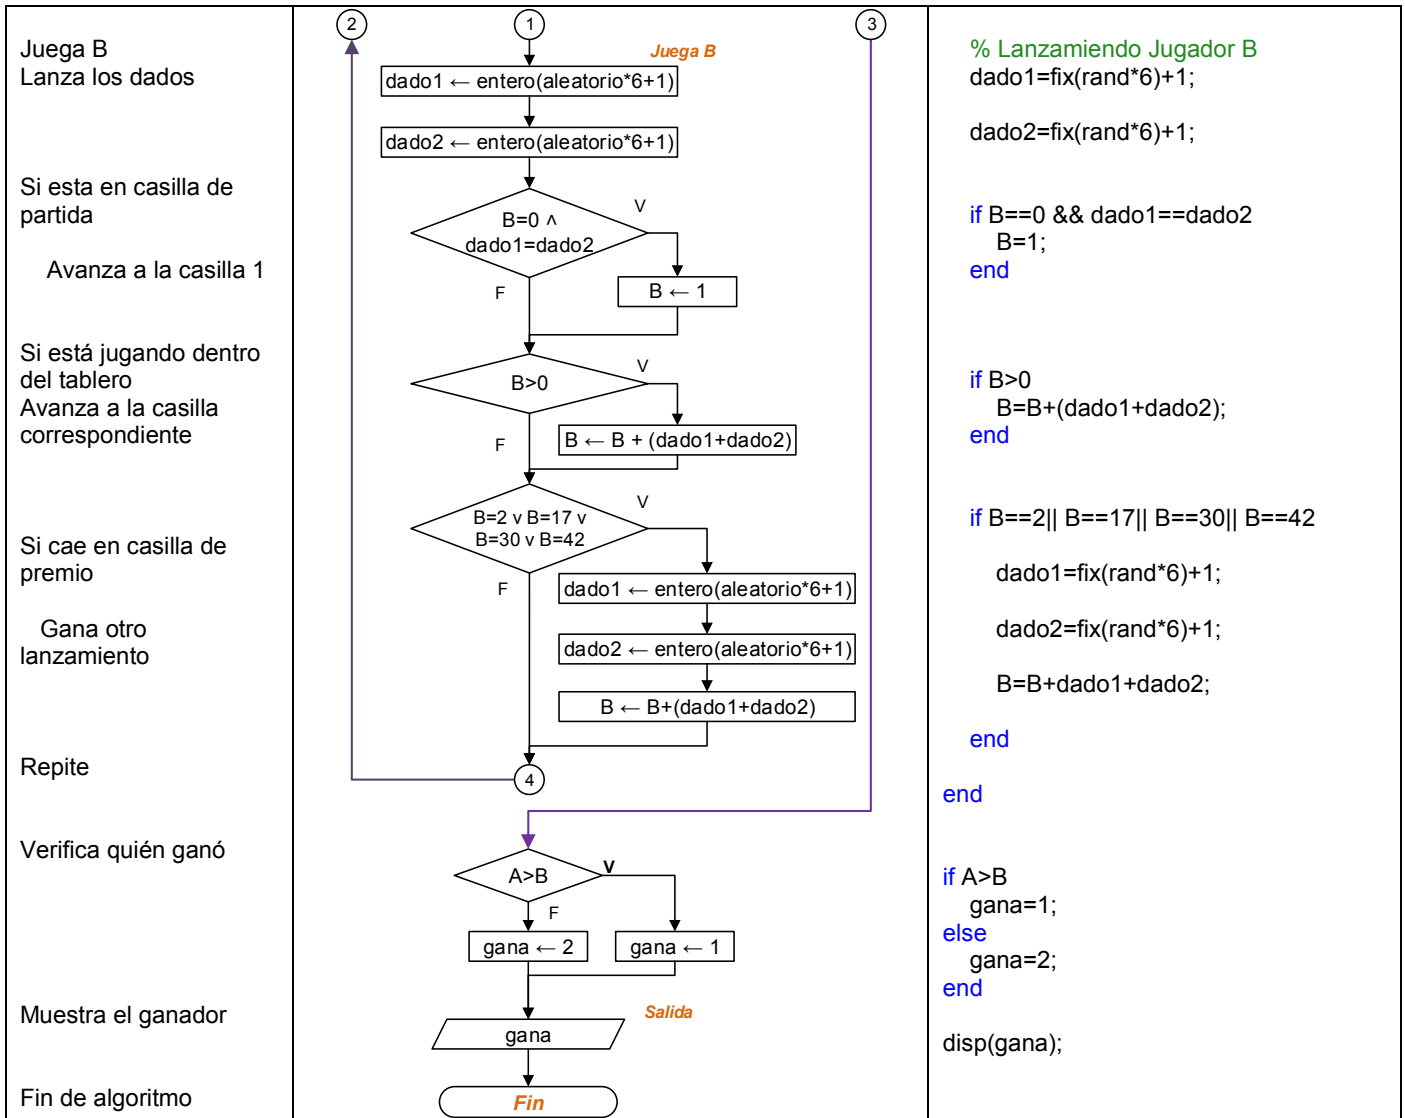 Juega B
Lanza los dados
Si esta en casilla de
partida
Avanza a la casilla 1
Si está jugando dentro
del tablero
Avanza a la casilla
correspondiente
Si cae en casilla de
premio
Gana otro
lanzamiento
Repite
Verifica quién ganó
Muestra el ganador
Fin de algoritmo
2
1
3
Juega B
dado1 ← entero(aleatorio*6+1)
dado2 ← entero(aleatorio*6+1)
B=0 ʌ
dado1=dado2
V
F
B ← 1
B>0
V
F
B ← B + (dado1+dado2)
B=2 v B=17 v
B=30 v B=42
V
F
dado1 ← entero(aleatorio*6+1)
dado2 ← entero(aleatorio*6+1)
B ← B+(dado1+dado2)
4
A>B
V
F
gana ← 2
gana ← 1
Salida
gana
Fin
% Lanzamiendo Jugador B
dado1=fix(rand*6)+1;
dado2=fix(rand*6)+1;
if B==0 && dado1==dado2
B=1;
end
if B>0
B=B+(dado1+dado2);
end
if B==2|| B==17|| B==30|| B==42
dado1=fix(rand*6)+1;
dado2=fix(rand*6)+1;
B=B+dado1+dado2;
end
end
if A>B
gana=1;
else
gana=2;
end
disp(gana);